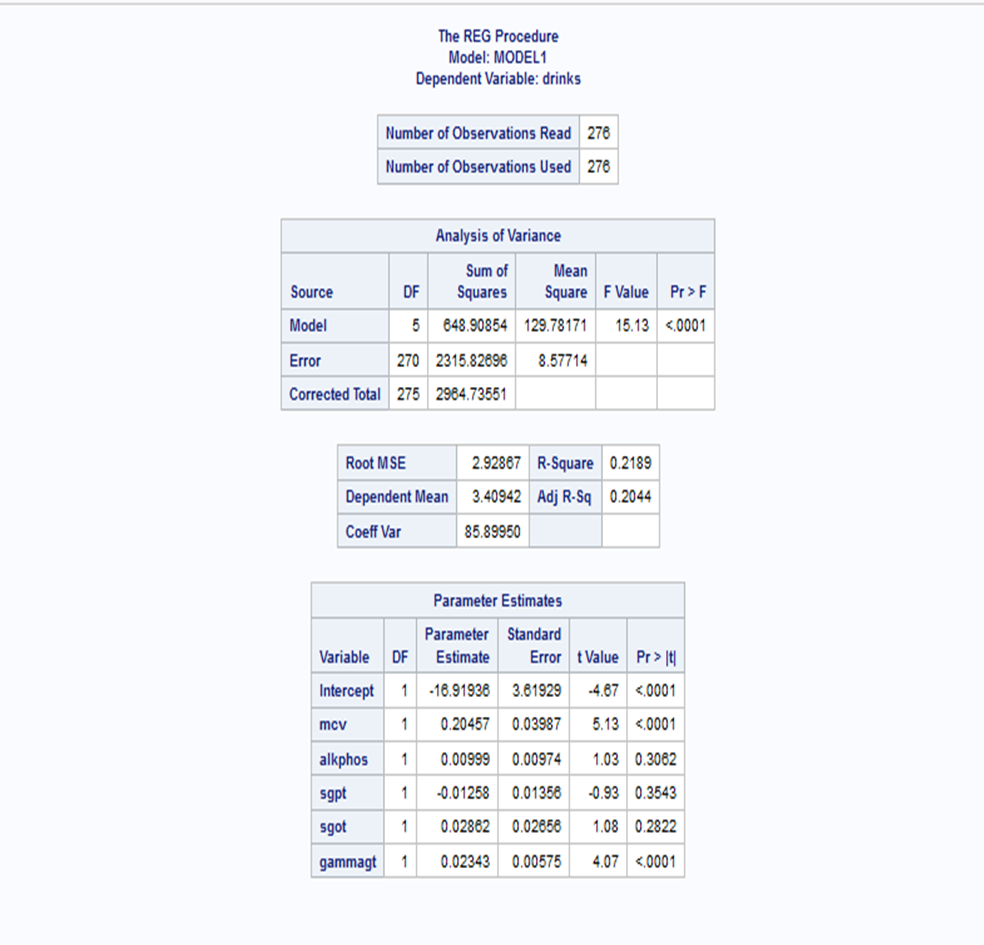 The REG Procedure
Model: MODEL1
Dependent Variable: drinks
Number of Observations Read 276
Number of Observations Used 276
Analysis of Variance
Source DF Sum of Squares Mean Square F Value Pr > F
Model 5 648.90854 129.78171 15.13 <.0001
Error 270 2315.82696 8.57714
Corrected Total 275 2964.73551
Root MSE 2.92867 R-Square 0.2189
Dependent Mean 3.40942 Adj R-Sq 0.2044
Coeff Var 85.89950
Parameter Estimates
Variable DF Parameter Estimate Standard Error t Value Pr > |t|
Intercept 1 -16.91936 3.61929 -4.67 <.0001
mcv 1 0.20457 0.03987 5.13 <.0001
alkphos 1 0.00999 0.00974 1.03 0.3062
sgpt 1 -0.01258 0.01356 -0.93 0.3543
sgot 1 0.02862 0.02656 1.08 0.2822
gammagt 1 0.02343 0.00575 4.07 <.0001